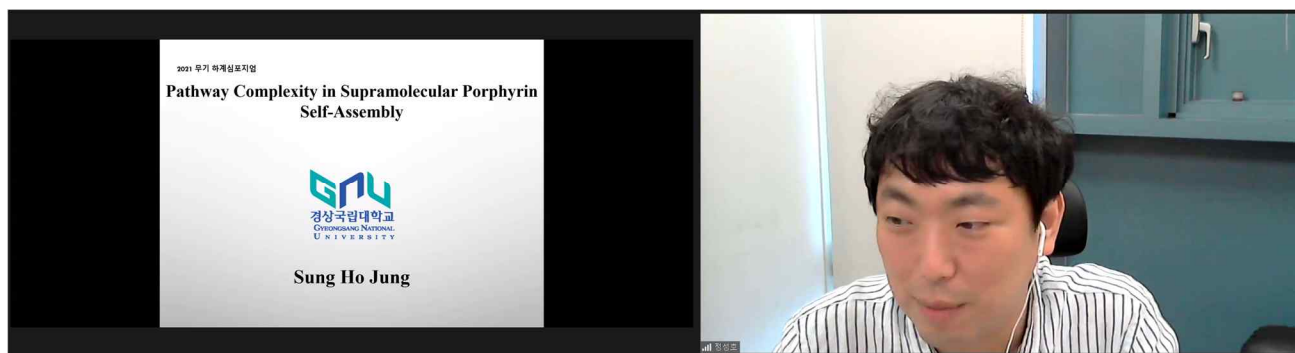 2021 무기 하계심포지엄
Pathway Complexity in Supramolecular Porphyrin
Self-Assembly
GNU
경상국립대학교
GYEONGSANG NATIONAL
UNIVERSITY
Sung Ho Jung
정성호